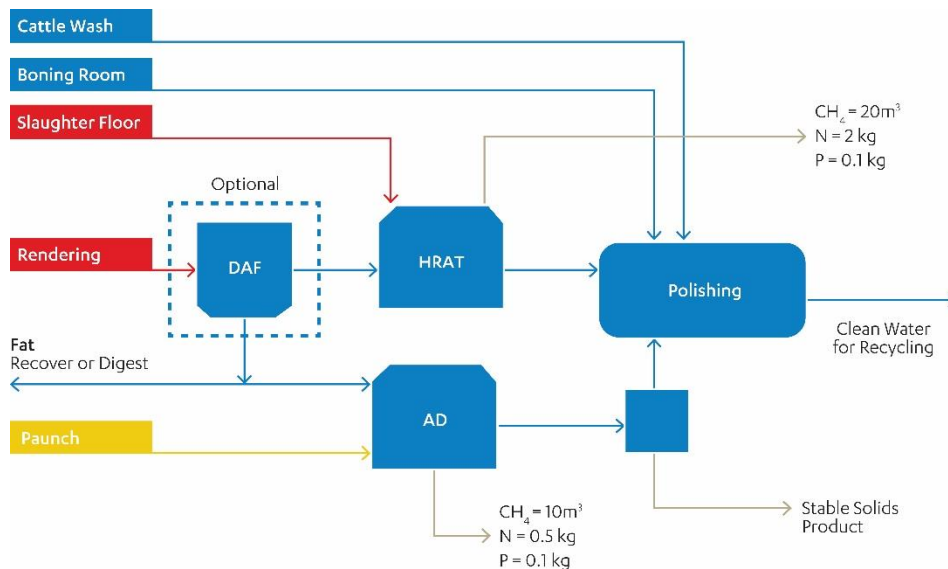 Cattle Wash
Boning Room
Slaughter Floor
CH₄ = 20m³
N = 2 kg
P = 0.1 kg
Optional
Rendering
DAF
HRAT
Polishing
Clean Water
for Recycling
Fat
Recover or Digest
AD
Paunch
CH₄ = 10m³
N = 0.5 kg
P = 0.1 kg
Stable Solids
Product